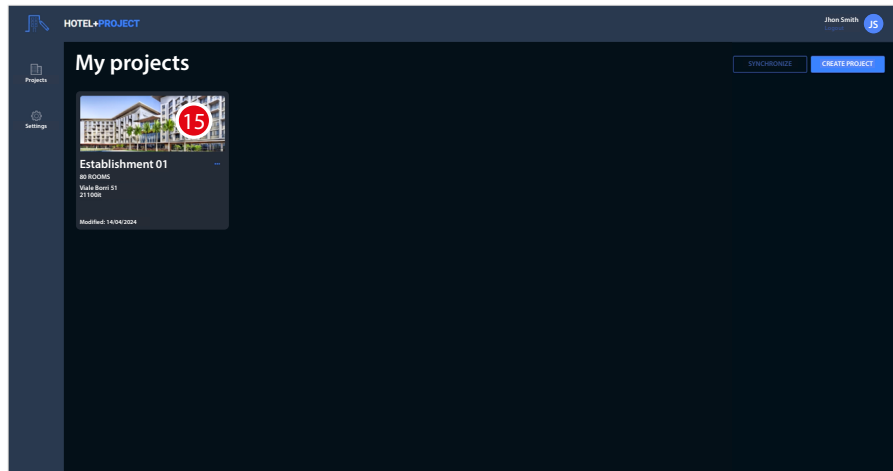 HOTEL+PROJECT
Jhon Smith
Logout
JS
Projects
Settings
My projects
SYNCHRONIZE
CREATE PROJECT
15
Establishment 01
...
80 ROOMS
Viale Borri 51
21100it
Modified: 14/04/2024